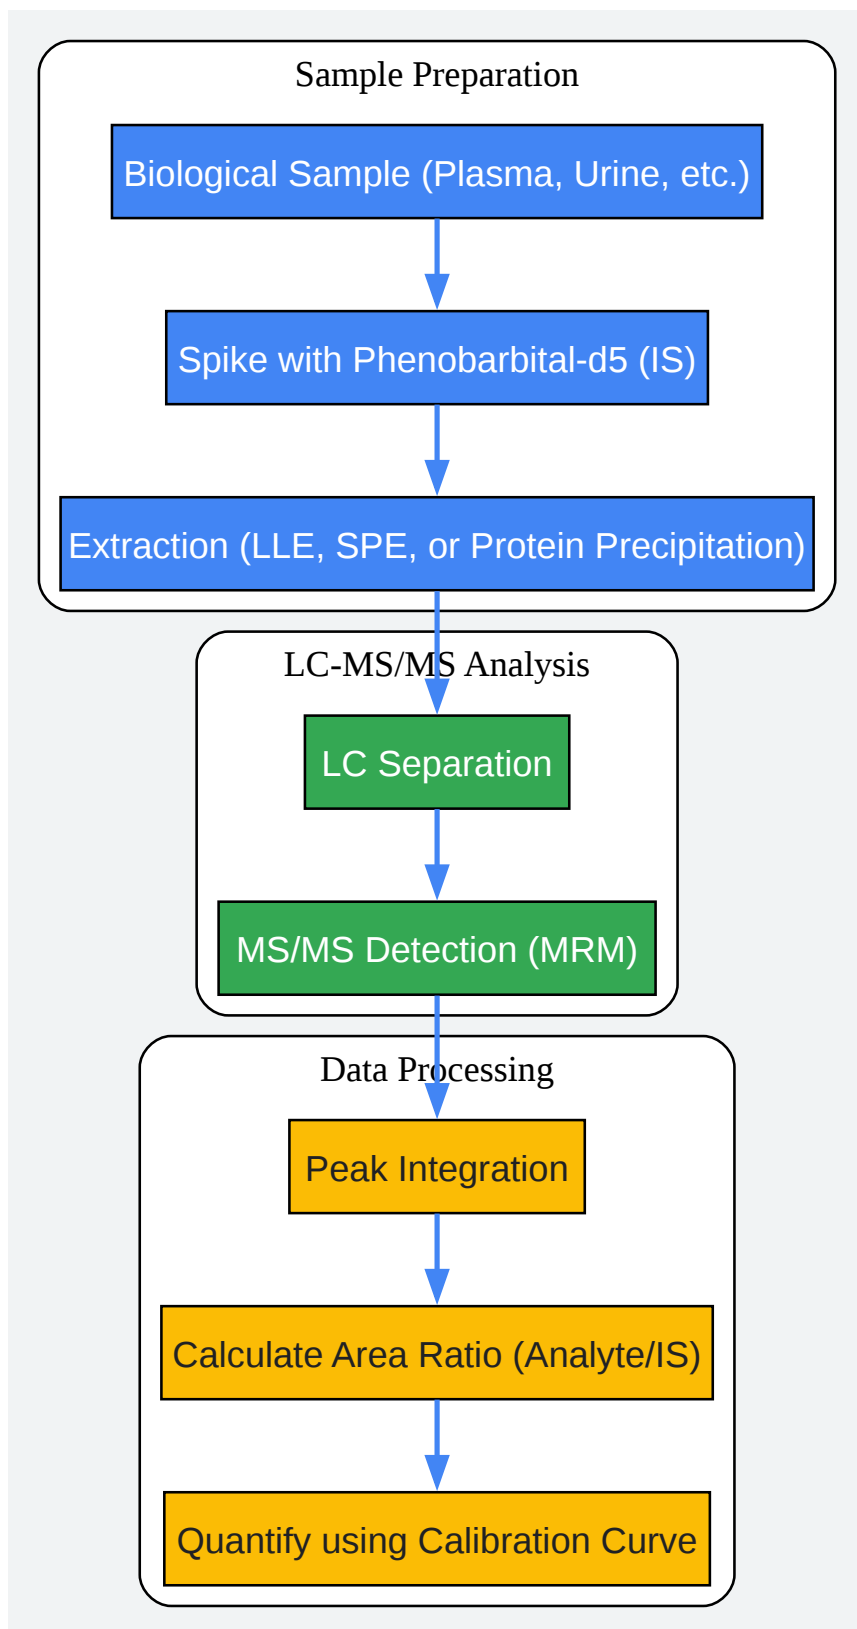 Sample Preparation
Biological Sample (Plasma, Urine, etc.)
Spike with Phenobarbital-d5 (IS)
Extraction (LLE, SPE, or Protein Precipitation)
LC-MS/MS Analysis
LC Separation
MS/MS Detection (MRM)
Data Processing
Peak Integration
Calculate Area Ratio (Analyte/IS)
Quantify using Calibration Curve